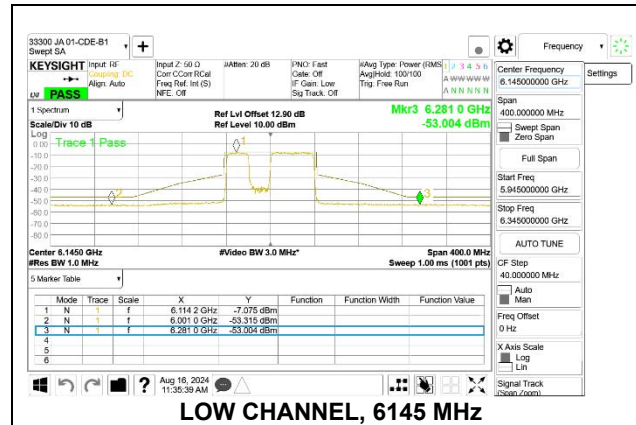 33300 JA 01-CDE-B1
Swept SA
Frequency
KEYSIGHT
Input: RF
Coupling: DC
Align: Auto
Input Z: 50 Ω
Corr CCorr RCal
Freq Ref: Int (S)
NFE: Off
#Atten: 20 dB
PNO: Fast
Gate: Off
IF Gain: Low
Sig Track: Off
#Avg Type: Power (RMS
Avg|Hold: 100/100
Trig: Free Run
1 2 3 4 5 6
A W W W W W
A N N N N N
LXI PASS
1 Spectrum
Scale/Div 10 dB
Ref Lvl Offset 12.90 dB
Ref Level 10.00 dBm
Mkr3 6.281 0 GHz
-53.004 dBm
Log
Trace 1 Pass
0.00
-10.0
-20.0
-30.0
-40.0
-50.0
-60.0
-70.0
-80.0
1
2
3
Center 6.1450 GHz
#Res BW 1.0 MHz
#Video BW 3.0 MHz*
Span 400.0 MHz
Sweep 1.00 ms (1001 pts)
5 Marker Table
Mode Trace Scale X Y Function Function Width Function Value
1 N 1 f 6.114 2 GHz -7.075 dBm
2 N 1 f 6.001 0 GHz -53.315 dBm
3 N 1 f 6.281 0 GHz -53.004 dBm
4
5
6
Aug 16, 2024
11:35:39 AM
Center Frequency
6.145000000 GHz
Settings
Span
400.000000 MHz
Swept Span
Zero Span
Full Span
Start Freq
5.945000000 GHz
Stop Freq
6.345000000 GHz
AUTO TUNE
CF Step
40.000000 MHz
Auto
Man
Freq Offset
0 Hz
X Axis Scale
Log
Lin
Signal Track
(Span Zoom)
LOW CHANNEL, 6145 MHz